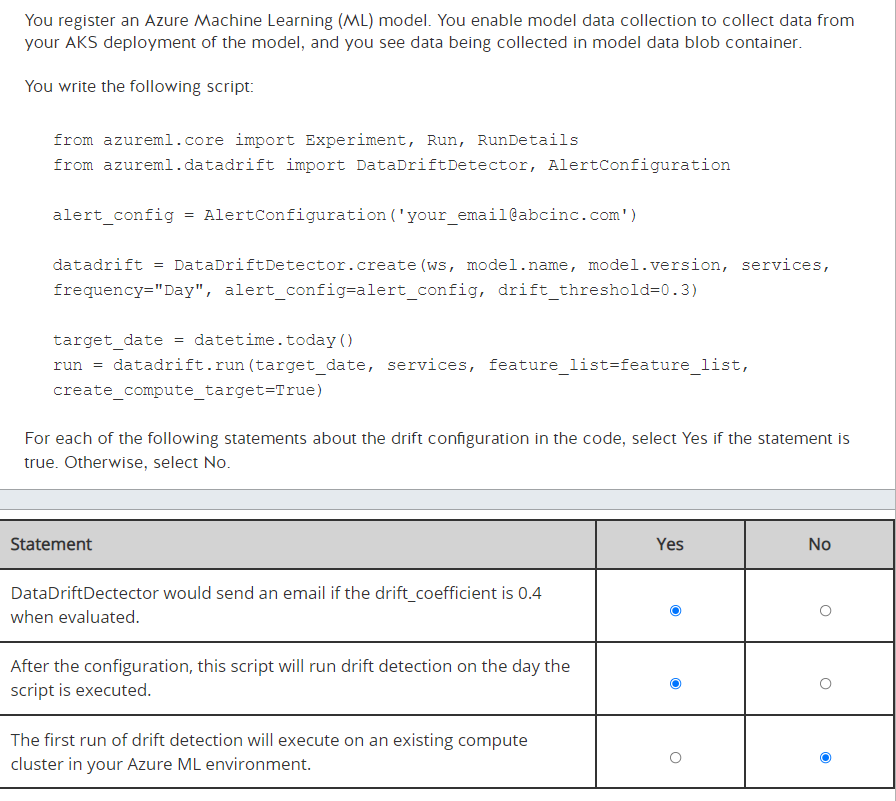 You register an Azure Machine Learning (ML) model. You enable model data collection to collect data from
your AKS deployment of the model, and you see data being collected in model data blob container.
You write the following script:
from azureml.core import Experiment, Run, RunDetails
from azureml.datadrift import DataDriftDetector, AlertConfiguration
alert_config = AlertConfiguration('your_email@abcinc.com')
datadrift = DataDriftDetector.create(ws, model.name, model.version, services,
frequency="Day", alert_config=alert_config, drift_threshold=0.3)
target_date = datetime.today()
run = datadrift.run(target_date, services, feature_list=feature_list,
create_compute_target=True)
For each of the following statements about the drift configuration in the code, select Yes if the statement is
true. Otherwise, select No.
Statement Yes No
DataDriftDectector would send an email if the drift_coefficient is 0.4
when evaluated.
After the configuration, this script will run drift detection on the day the
script is executed.
The first run of drift detection will execute on an existing compute
cluster in your Azure ML environment.